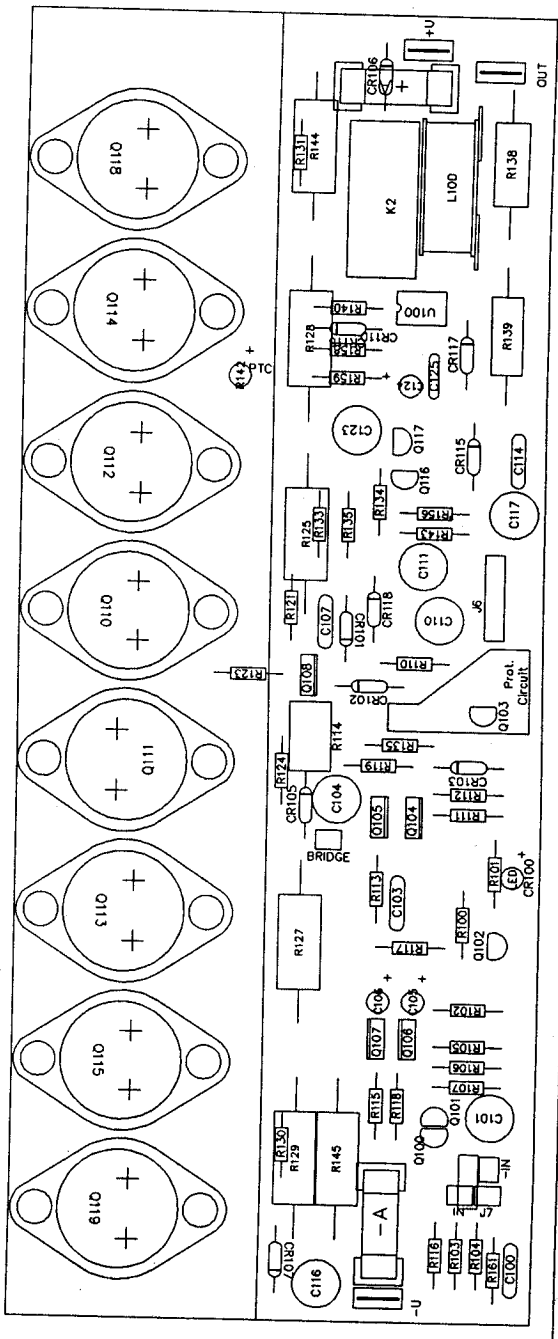 +U
OUT
CR106
+
R131
R144
K2
L100
R138
Q118
Q114
R140
U100
R128
CR111
R158
R159
+
C124
C125
CR117
R139
+
PTC
R142
C123
Q117
CR115
C114
Q112
Q116
R134
R156
C117
R125
R133
R135
R143
C111
J6
Q110
R121
C107
CR101
CR118
C110
R123
Q108
CR102
R110
Prot.
Circuit
Q103
R114
R135
Q111
R124
CR105
C104
R119
CR103
R112
R111
Q105
Q104
BRIDGE
R113
C103
R101
LED
CR100
+
Q113
R127
R117
R100
Q102
+
+
C106
C105
R102
Q107
Q106
R105
R106
R107
Q115
R115
R118
Q101
C101
Q100
R130
R129
R145
-IN
IN
J7
Q119
-A
CR107
C116
-U
R116
R103
R104
R161
C100